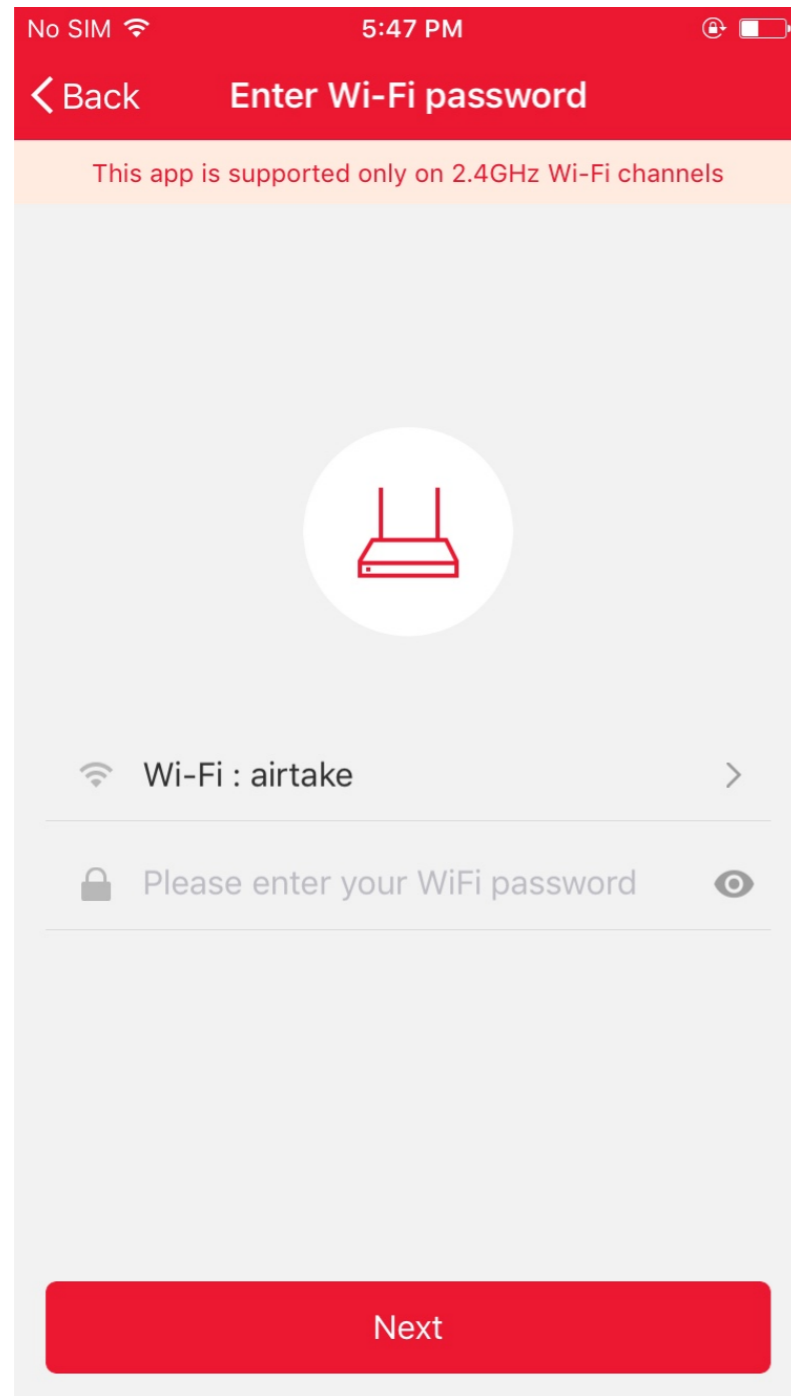 No SIM 5:47 PM
Back Enter Wi-Fi password
This app is supported only on 2.4GHz Wi-Fi channels
Wi-Fi : airtake
Please enter your WiFi password
Next